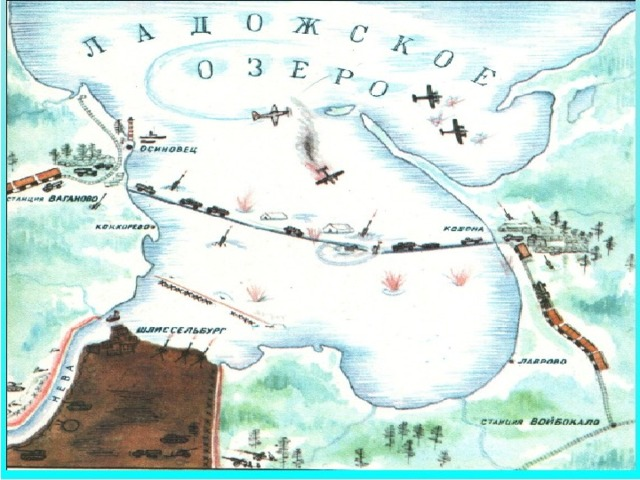 ЛАДОЖСКОЕ
ОЗЕРО
ОСИНОВЕЦ
СТАНЦИЯ ВАГАНОВО
КОККОРЕВО
КОБОНА
ШЛИССЕЛЬБУРГ
НЕВА
ЛАВРОВО
СТАНЦИЯ ВОЙБОКАЛО